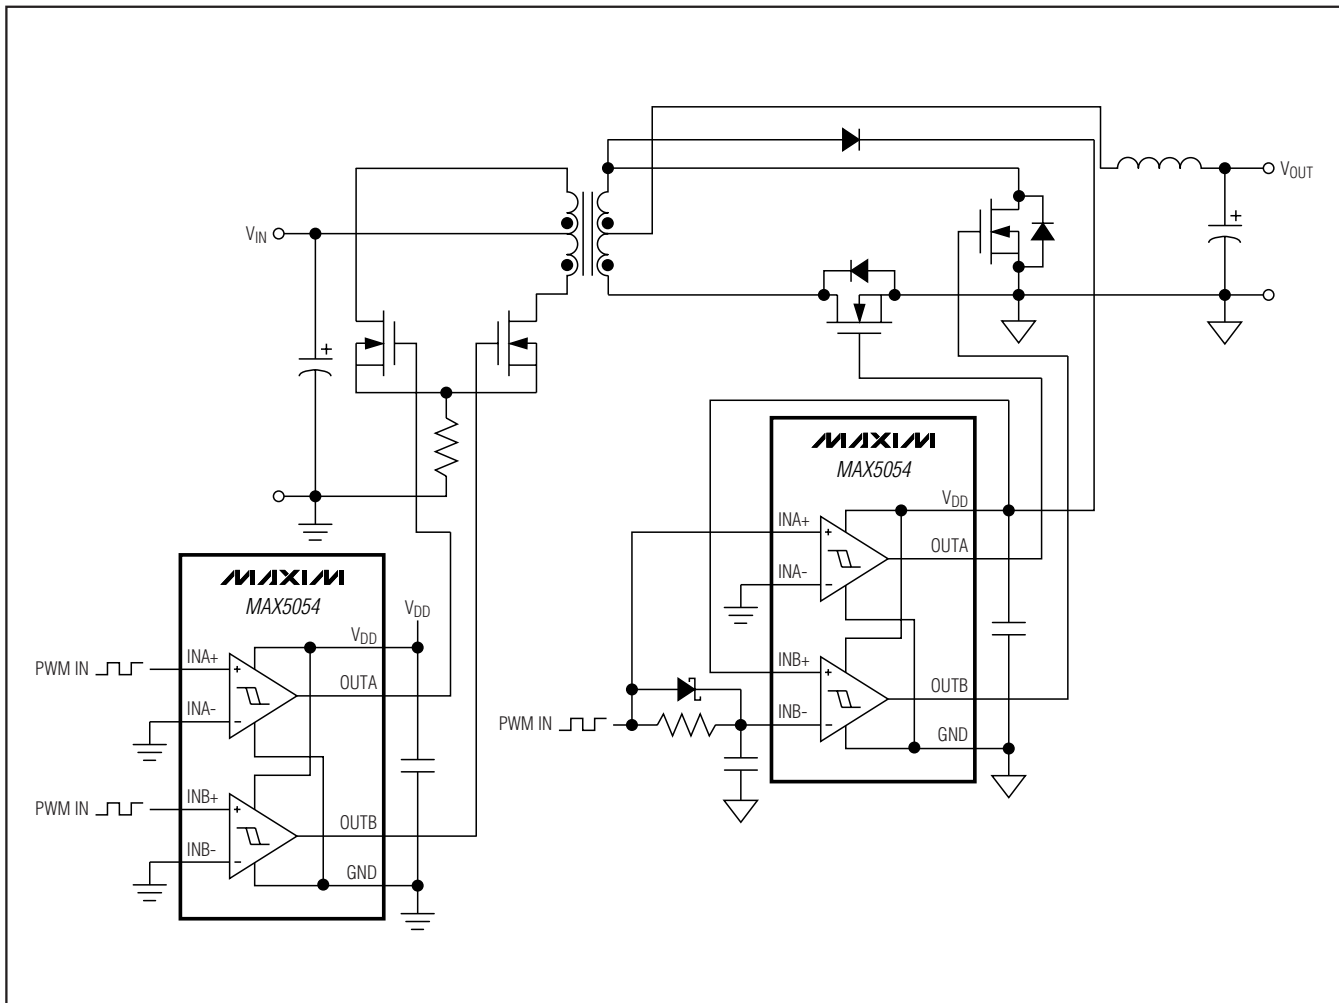 VIN
VOUT
+
+
MAXIM
MAX5054
VDD
INA+
+
OUTA
INA-
-
INB+
+
OUTB
PWM IN
INB-
-
GND
MAXIM
MAX5054
VDD
VDD
PWM IN
INA+
+
OUTA
INA-
-
PWM IN
INB+
+
OUTB
INB-
-
GND